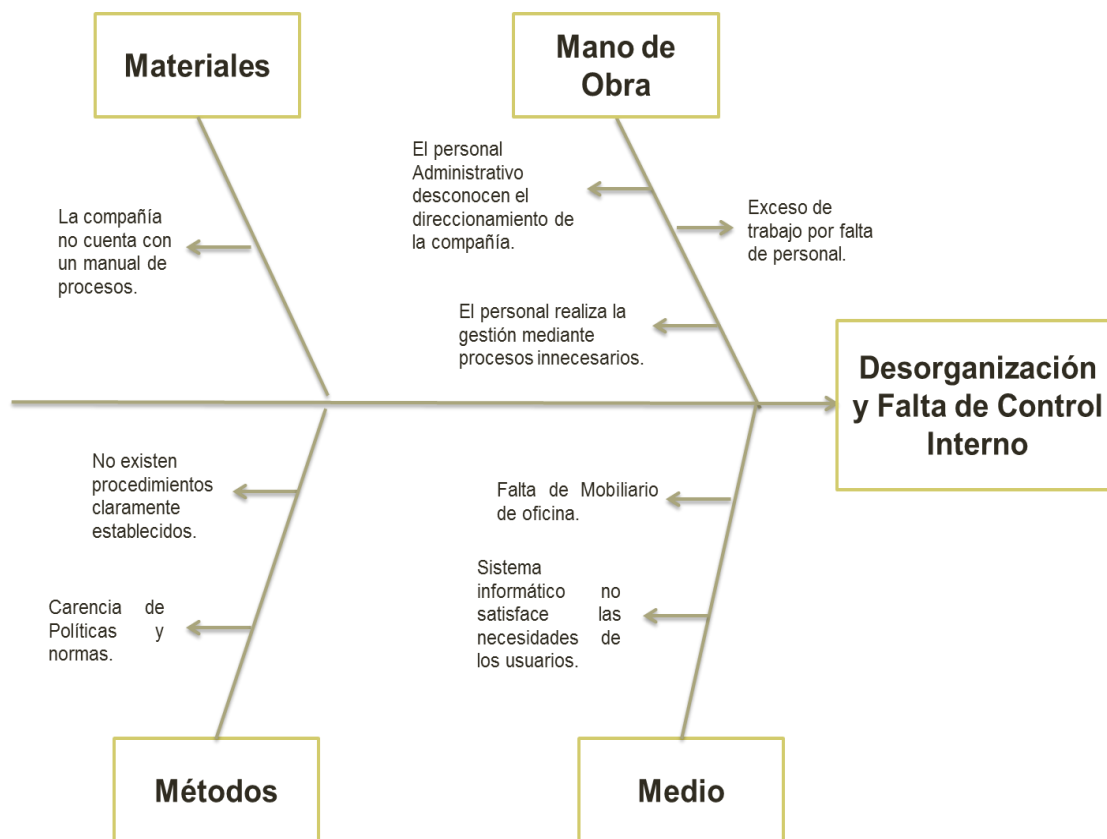 Materiales
Mano de
Obra
La compañía
no cuenta con
un manual de
procesos.
El personal
Administrativo
desconocen el
direccionamiento de
la compañía.
Exceso de
trabajo por falta
de personal.
El personal realiza la
gestión mediante
procesos innecesarios.
Desorganización
y Falta de Control
Interno
No existen
procedimientos
claramente
establecidos.
Carencia de
Políticas y
normas.
Falta de Mobiliario
de oficina.
Sistema
informático no
satisface las
necesidades de
los usuarios.
Métodos
Medio